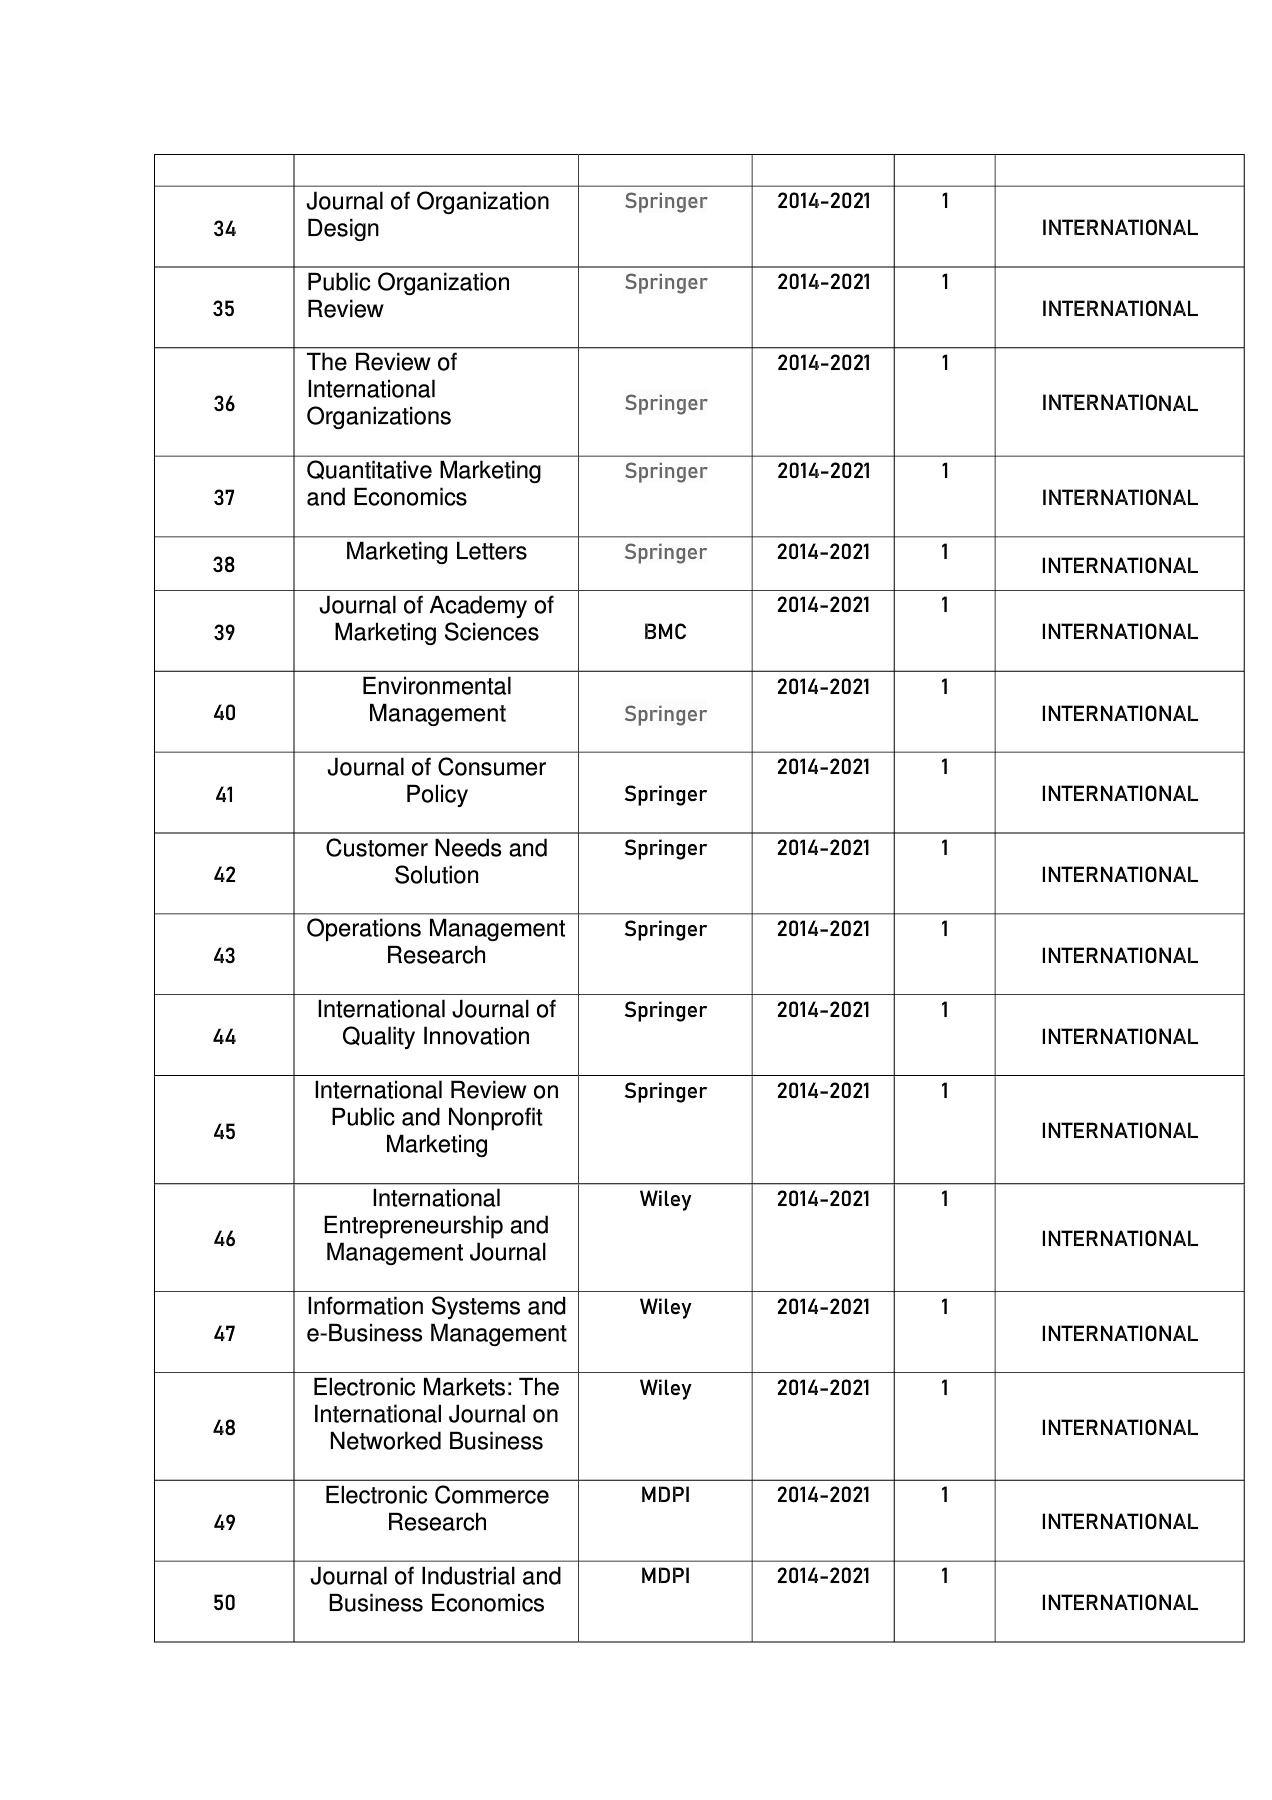 34 Journal of Organization Design Springer 2014-2021 1 INTERNATIONAL
35 Public Organization Review Springer 2014-2021 1 INTERNATIONAL
36 The Review of International Organizations Springer 2014-2021 1 INTERNATIONAL
37 Quantitative Marketing and Economics Springer 2014-2021 1 INTERNATIONAL
38 Marketing Letters Springer 2014-2021 1 INTERNATIONAL
39 Journal of Academy of Marketing Sciences BMC 2014-2021 1 INTERNATIONAL
40 Environmental Management Springer 2014-2021 1 INTERNATIONAL
41 Journal of Consumer Policy Springer 2014-2021 1 INTERNATIONAL
42 Customer Needs and Solution Springer 2014-2021 1 INTERNATIONAL
43 Operations Management Research Springer 2014-2021 1 INTERNATIONAL
44 International Journal of Quality Innovation Springer 2014-2021 1 INTERNATIONAL
45 International Review on Public and Nonprofit Marketing Springer 2014-2021 1 INTERNATIONAL
46 International Entrepreneurship and Management Journal Wiley 2014-2021 1 INTERNATIONAL
47 Information Systems and e-Business Management Wiley 2014-2021 1 INTERNATIONAL
48 Electronic Markets: The International Journal on Networked Business Wiley 2014-2021 1 INTERNATIONAL
49 Electronic Commerce Research MDPI 2014-2021 1 INTERNATIONAL
50 Journal of Industrial and Business Economics MDPI 2014-2021 1 INTERNATIONAL